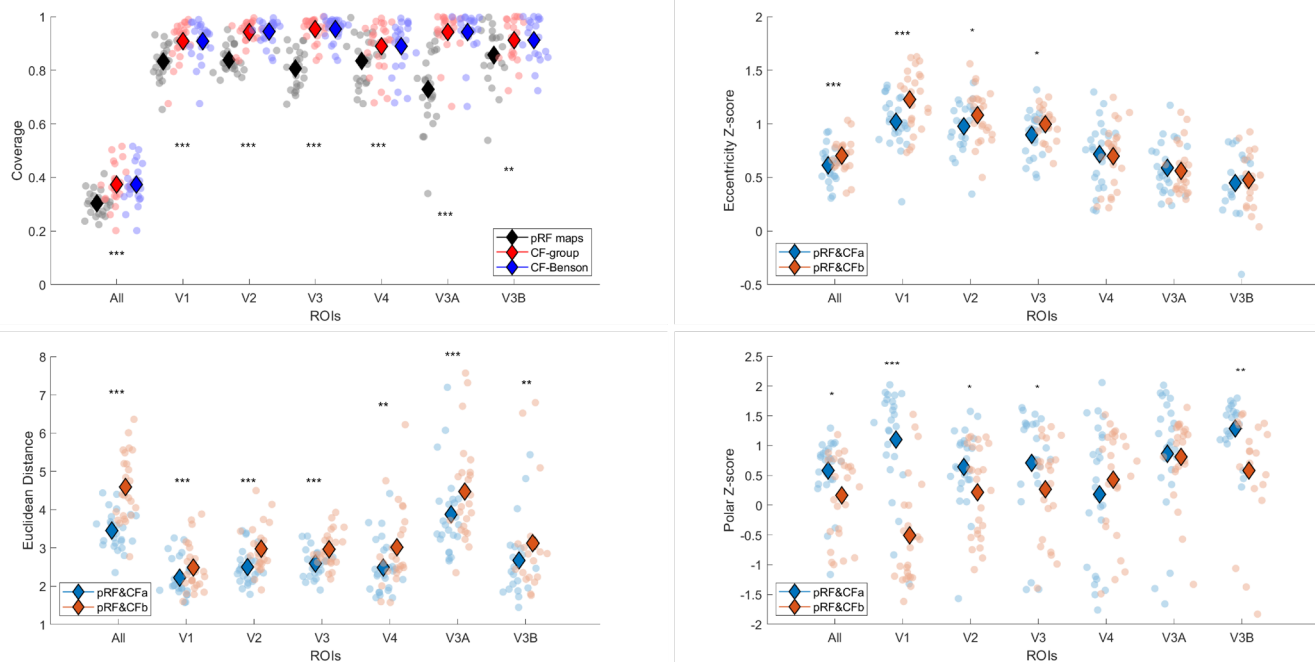 1
0.8
0.6
0.4
0.2
0
Coverage
***
***
***
***
***
***
**
pRF maps
CF-group
CF-Benson
All V1 V2 V3 V4 V3A V3B
ROIs
2
1.5
1
0.5
0
-0.5
Eccentricity Z-score
***
***
*
*
pRF&CFa
pRF&CFb
All V1 V2 V3 V4 V3A V3B
ROIs
8
7
6
5
4
3
2
1
Euclidean Distance
***
***
***
***
**
***
**
pRF&CFa
pRF&CFb
All V1 V2 V3 V4 V3A V3B
ROIs
2.5
2
1.5
1
0.5
0
-0.5
-1
-1.5
-2
Polar Z-score
*
***
*
*
**
pRF&CFa
pRF&CFb
All V1 V2 V3 V4 V3A V3B
ROIs